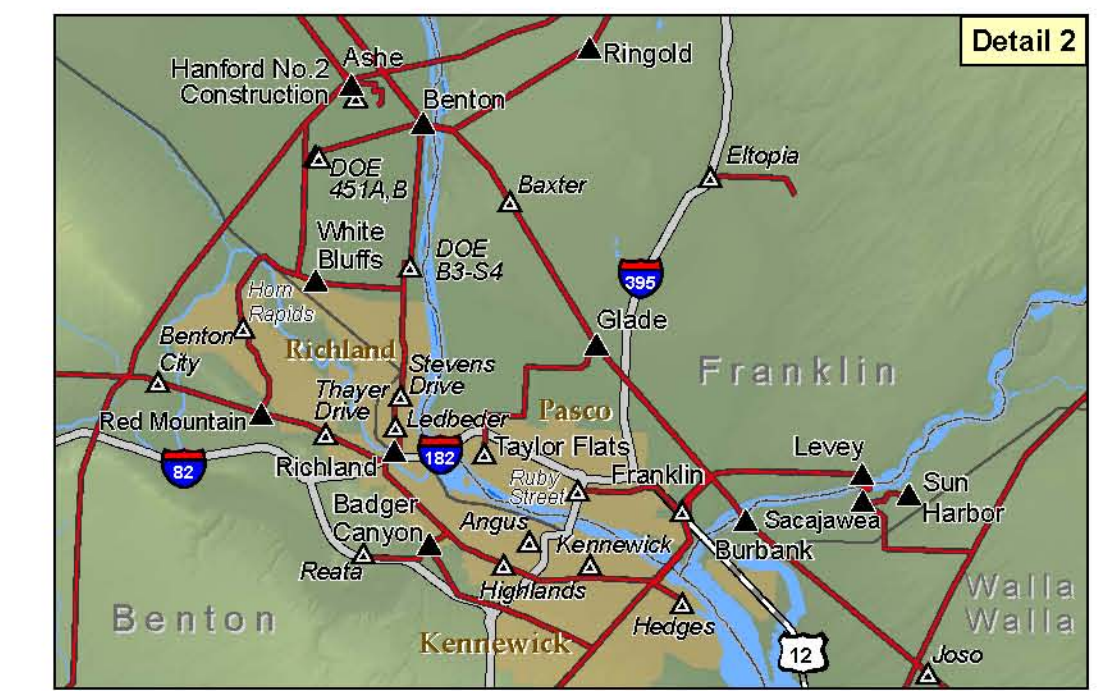 Detail 2
Ashe
Ringold
Hanford No.2
Construction
Benton
DOE
451A,B
Eltopia
Baxter
White
Bluffs
DOE
B3-S4
395
Horn
Rapids
Benton
City
Glade
Richland
Stevens
Drive
Franklin
Thayer
Drive
Pasco
Red Mountain
Ledbeder
82
Richland
182
Taylor Flats
Levey
Ruby
Street
Franklin
Sun
Harbor
Badger
Canyon
Angus
Sacajawea
Kennewick
Burbank
Reata
Highlands
Walla
Walla
Benton
Hedges
Kennewick
12
Joso